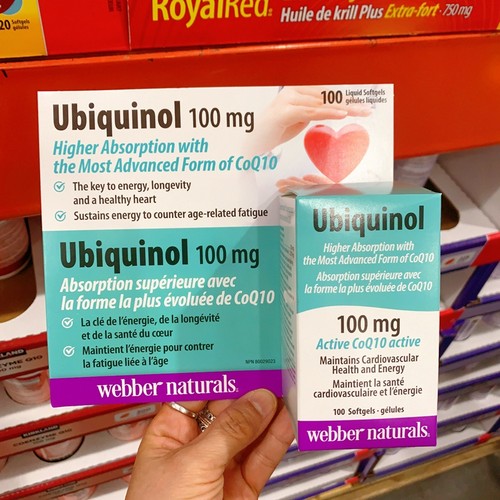 20 Softgels
RoyalRed
Huile de krill Plus Extra-fort · 750 mg
100 Liquid Softgels
gélules liquides
Ubiquinol 100 mg
Higher Absorption with
the Most Advanced Form of CoQ10
The key to energy, longevity
and a healthy heart
Sustains energy to counter age-related fatigue
Ubiquinol 100 mg
Absorption supérieure avec
la forme la plus évoluée de CoQ10
La clé de l'énergie, de la longévité
et de la santé du cœur
Maintient l'énergie pour contrer
la fatigue liée à l'âge
webber naturals
Ubiquinol
Higher Absorption with
the Most Advanced Form of CoQ10
Absorption supérieure avec
la forme la plus évoluée de CoQ10
100 mg
Active CoQ10 active
Maintains Cardiovascular
Health and Energy
Maintient la santé
cardiovasculaire et l'énergie
100 Softgels · gélules
webber naturals